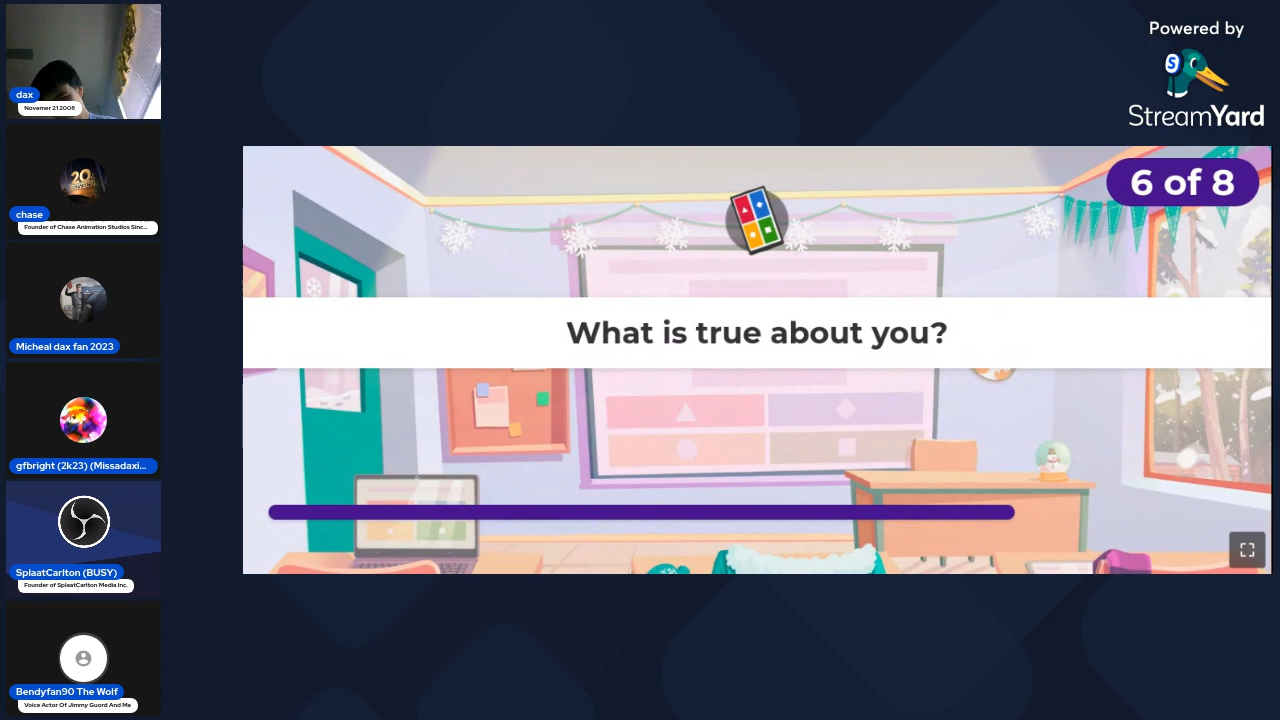 dax
Novemer 21 2008
chase
Founder of Chase Animation Studios Sinc...
Micheal dax fan 2023
gfbright (2k23) (Missadaxi...
SplaatCarlton (BUSY)
Founder of SplaatCarlton Media Inc.
Bendyfan90 The Wolf
Voice Actor Of Jimmy Guord And Me
Powered by
S
StreamYard
6 of 8
What is true about you?